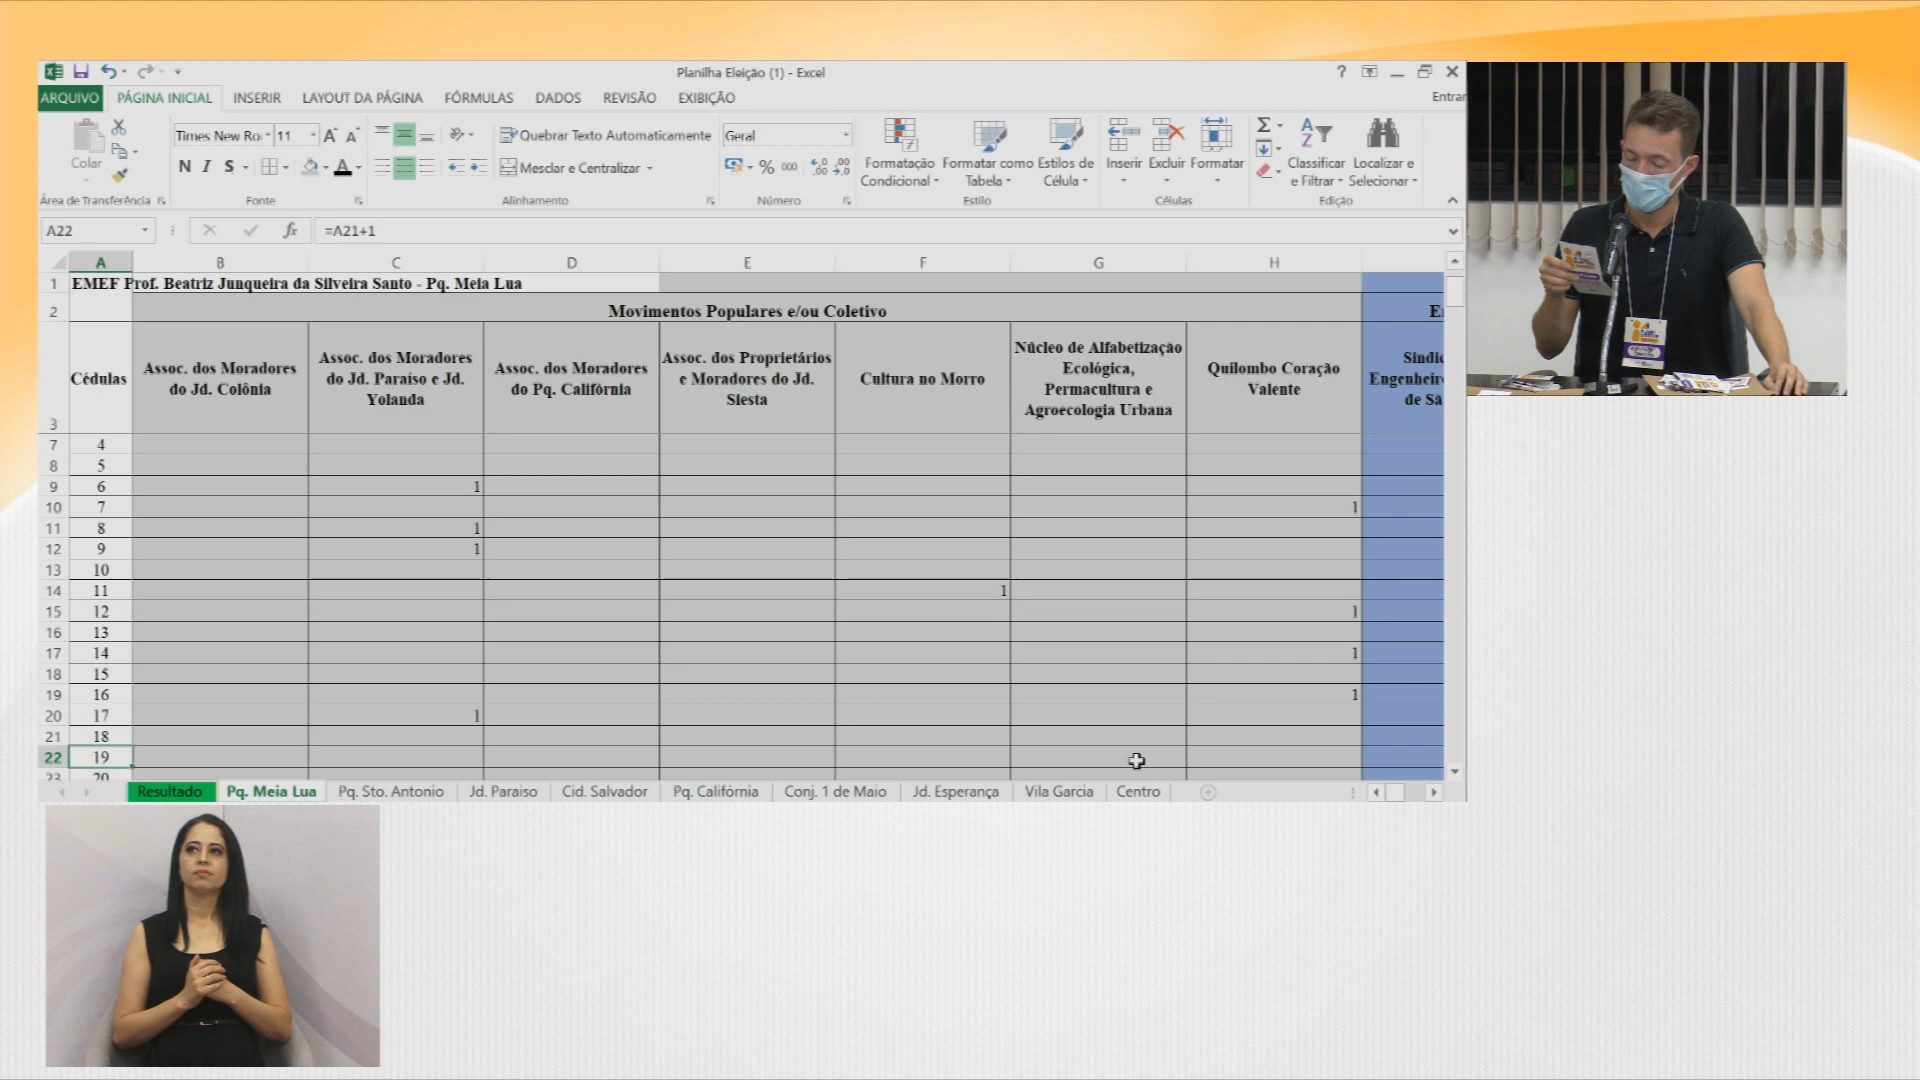 Planilha Eleição (1) - Excel
ARQUIVO PÁGINA INICIAL INSERIR LAYOUT DA PÁGINA FÓRMULAS DADOS REVISÃO EXIBIÇÃO Entrar
Times New Ro 11 Quebrar Texto Automaticamente Geral
Colar N I S A Mesclar e Centralizar % 000
Formatação Condicional Formatar como Tabela Estilos de Célula Inserir Excluir Formatar Classificar e Filtrar Localizar e Selecionar
Área de Transferência Fonte Alinhamento Número Estilo Células Edição
A22 fx =A21+1
A B C D E F G H
1 EMEF Prof. Beatriz Junqueira da Silveira Santo - Pq. Meia Lua
2 Movimentos Populares e/ou Coletivo E
3 Cédulas
Assoc. dos Moradores do Jd. Colônia
Assoc. dos Moradores do Jd. Paraíso e Jd. Yolanda
Assoc. dos Moradores do Pq. Califórnia
Assoc. dos Proprietários e Moradores do Jd. Siesta
Cultura no Morro
Núcleo de Alfabetização Ecológica, Permacultura e Agroecologia Urbana
Quilombo Coração Valente
Sindic
Engenheir
de Sã
7 4
8 5
9 6 1
10 7 1
11 8 1
12 9 1
13 10
14 11 1
15 12 1
16 13
17 14 1
18 15
19 16 1
20 17 1
21 18
22 19
23 20
Resultado Pq. Meia Lua Pq. Sto. Antonio Jd. Paraiso Cid. Salvador Pq. Califórnia Conj. 1 de Maio Jd. Esperança Vila Garcia Centro